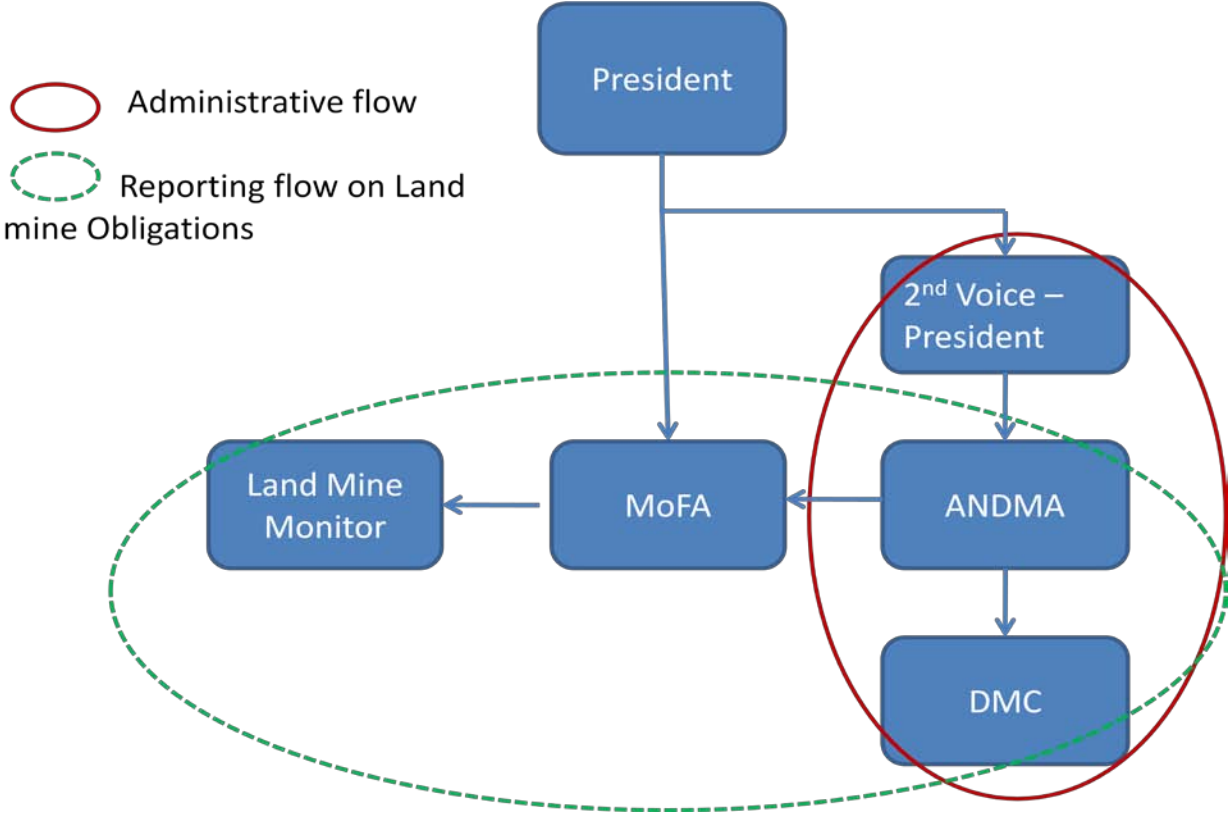 President
Administrative flow
Reporting flow on Land
mine Obligations
2nd Voice –
President
Land Mine
Monitor
MoFA
ANDMA
DMC